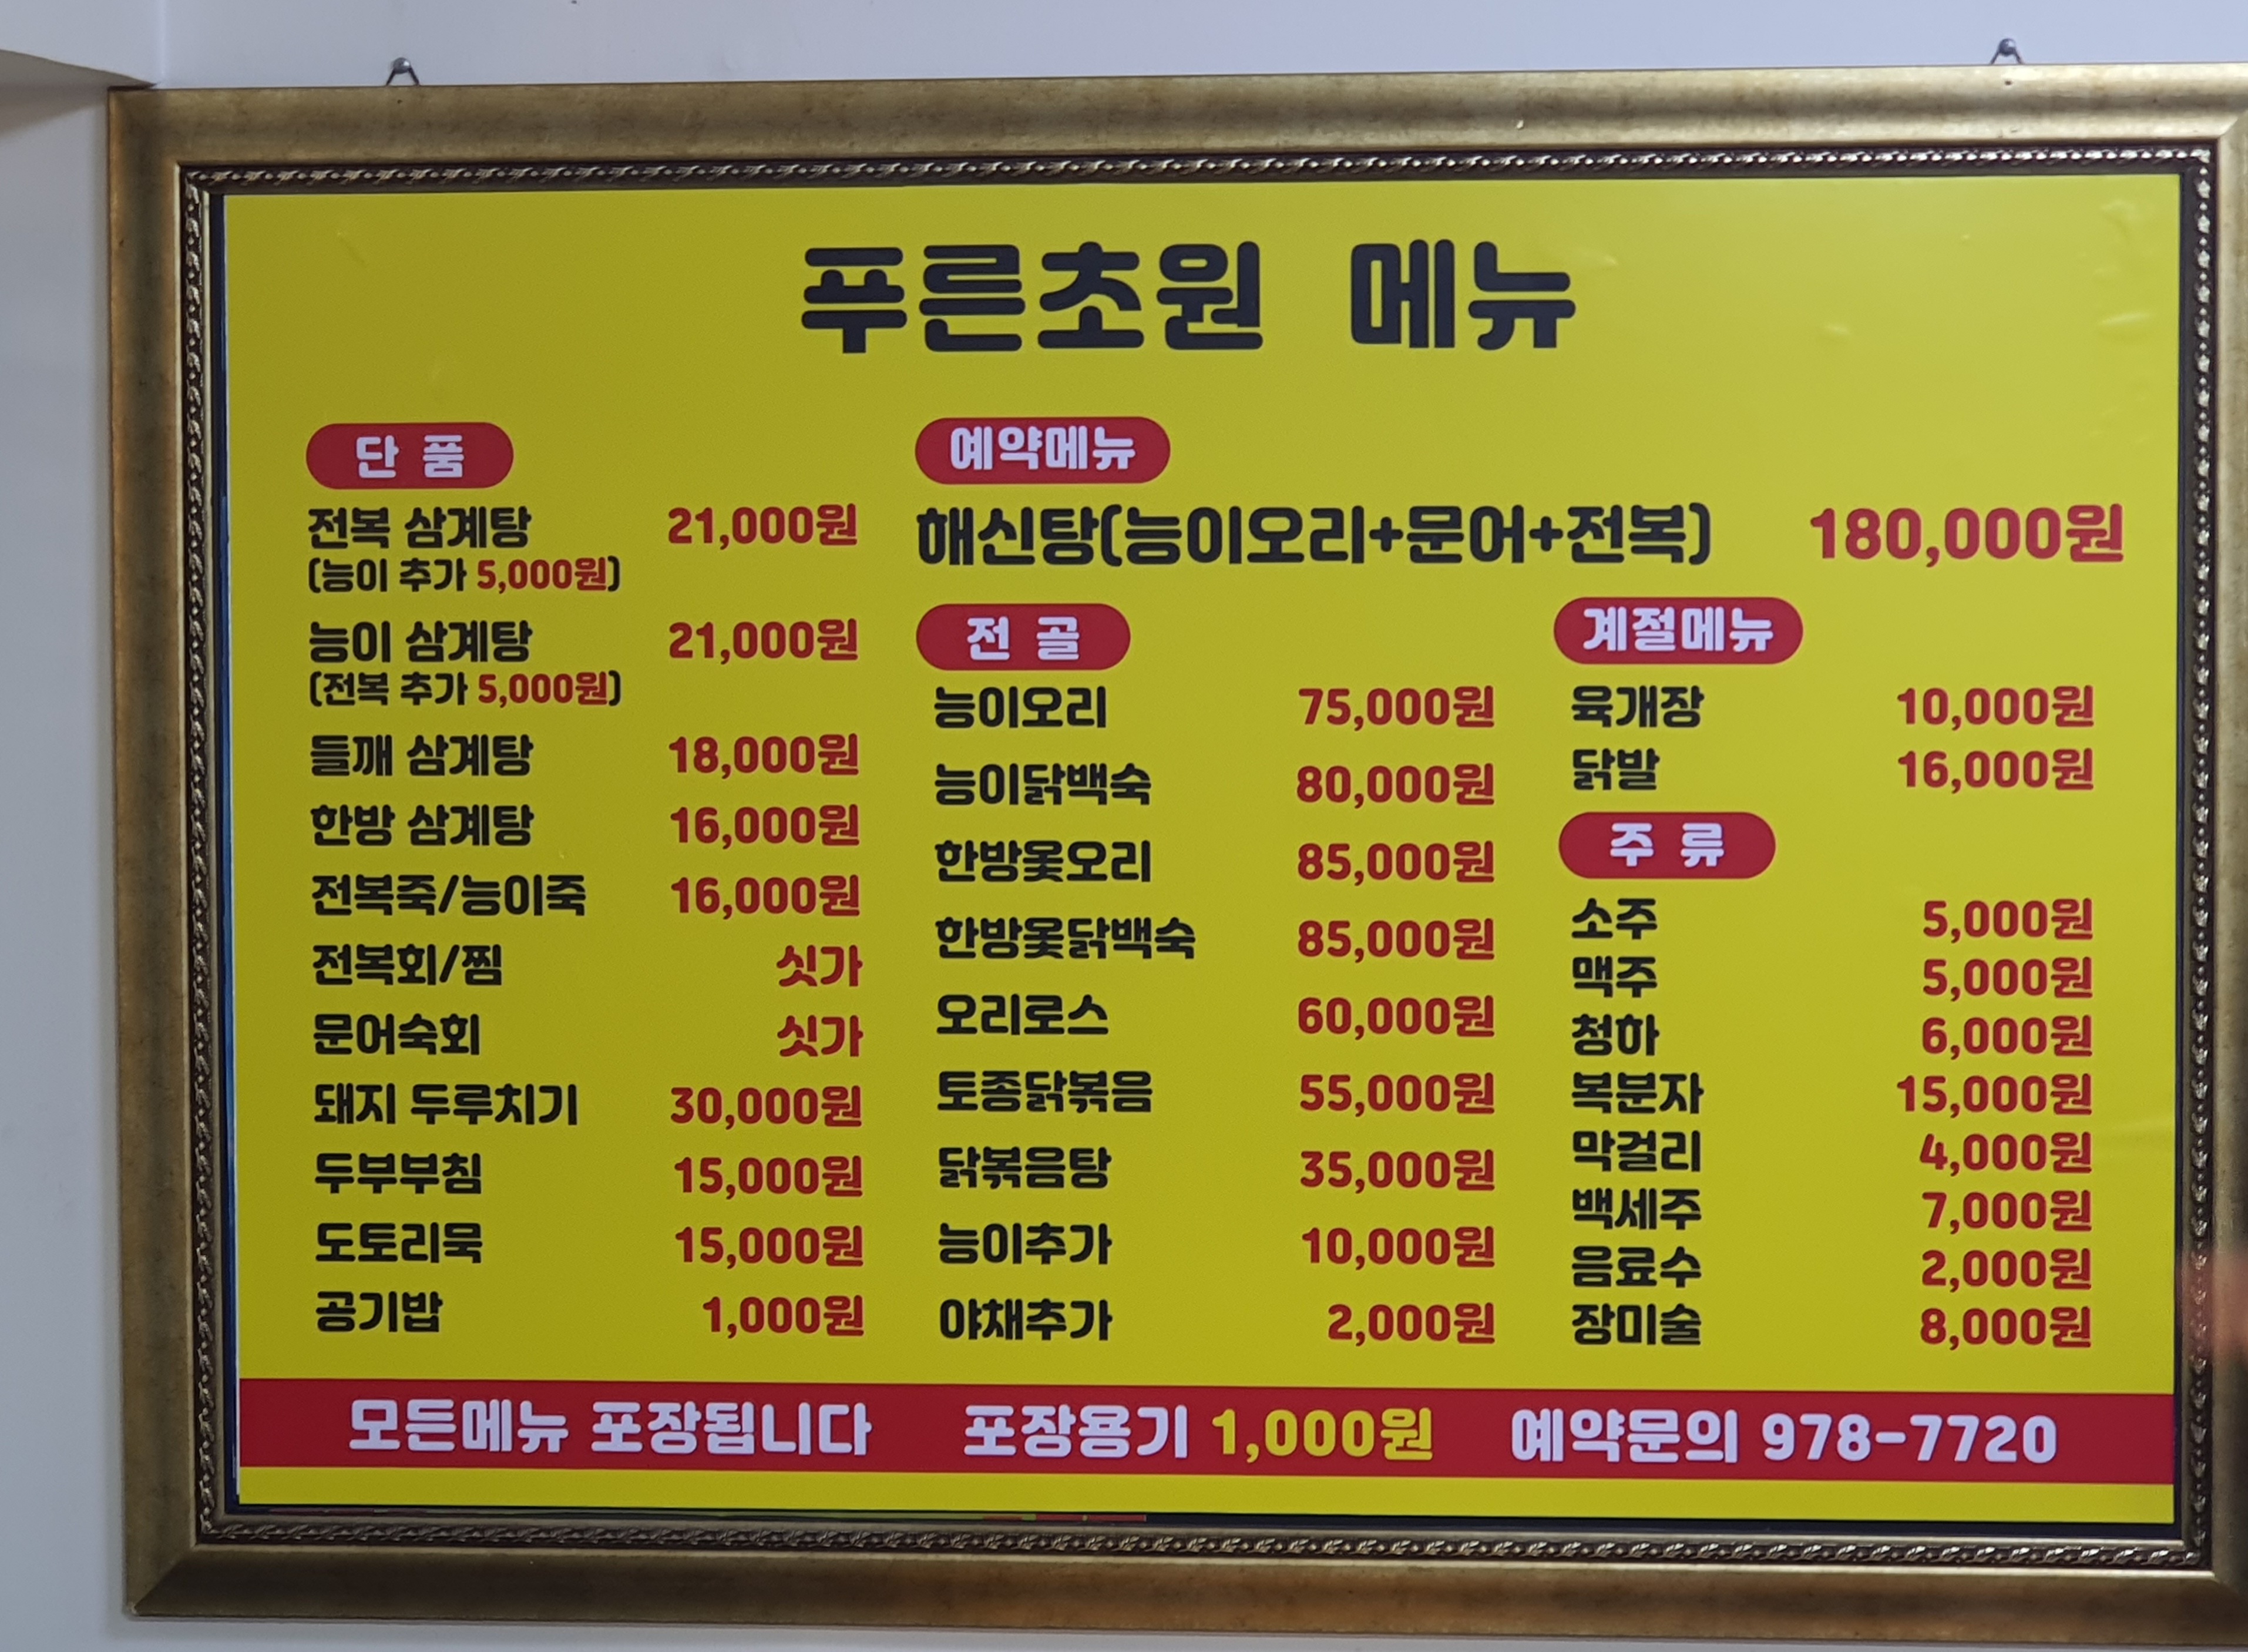 푸른초원 메뉴
단 품
전복 삼계탕 21,000원
(능이 추가 5,000원)
능이 삼계탕 21,000원
(전복 추가 5,000원)
들깨 삼계탕 18,000원
한방 삼계탕 16,000원
전복죽/능이죽 16,000원
전복회/찜 싯가
문어숙회 싯가
돼지 두루치기 30,000원
두부부침 15,000원
도토리묵 15,000원
공기밥 1,000원
예약메뉴
해신탕(능이오리+문어+전복) 180,000원
전 골
능이오리 75,000원
능이닭백숙 80,000원
한방옻오리 85,000원
한방옻닭백숙 85,000원
오리로스 60,000원
토종닭볶음 55,000원
닭볶음탕 35,000원
능이추가 10,000원
야채추가 2,000원
계절메뉴
육개장 10,000원
닭발 16,000원
주 류
소주 5,000원
맥주 5,000원
청하 6,000원
복분자 15,000원
막걸리 4,000원
백세주 7,000원
음료수 2,000원
장미술 8,000원
모든메뉴 포장됩니다 포장용기 1,000원 예약문의 978-7720